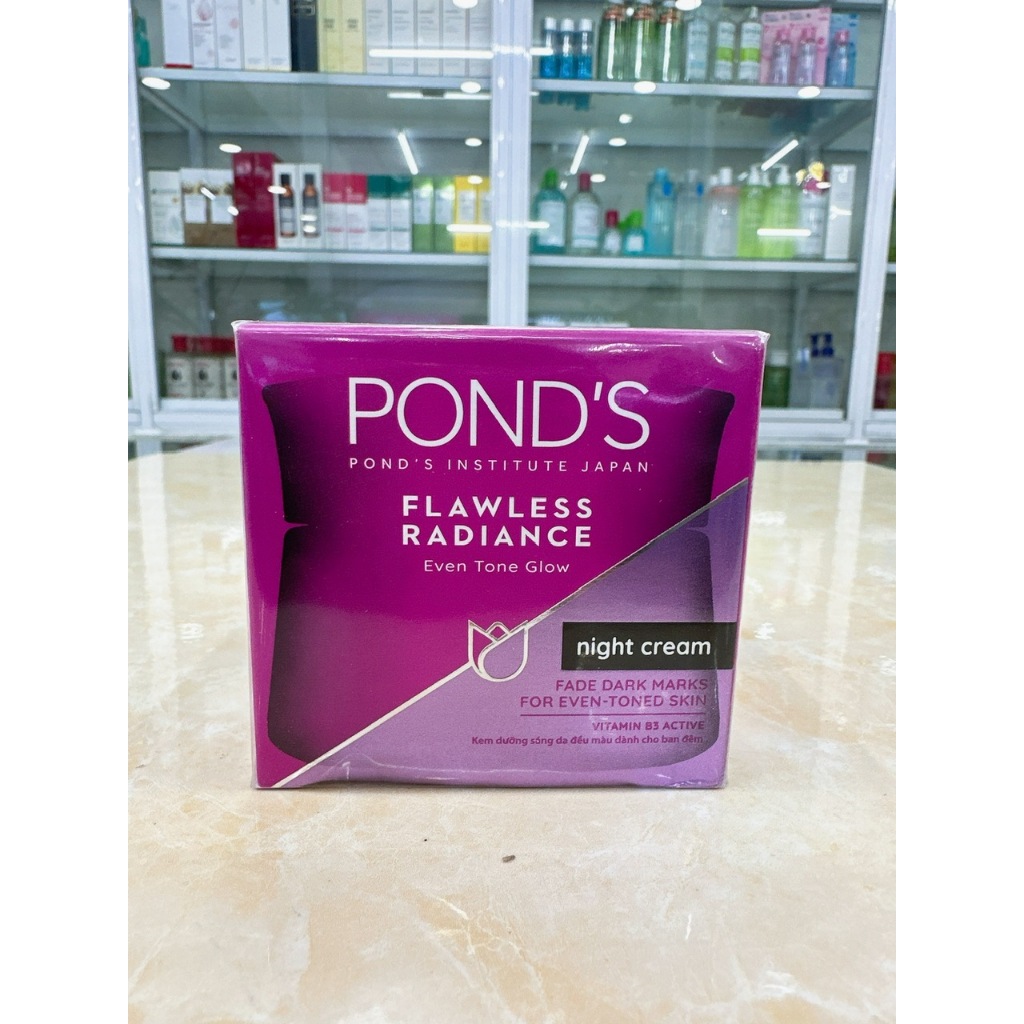 POND'S
POND'S INSTITUTE JAPAN
FLAWLESS
RADIANCE
Even Tone Glow
night cream
FADE DARK MARKS
FOR EVEN-TONED SKIN
VITAMIN B3 ACTIVE
Kem dưỡng sáng da đều màu dành cho ban đêm